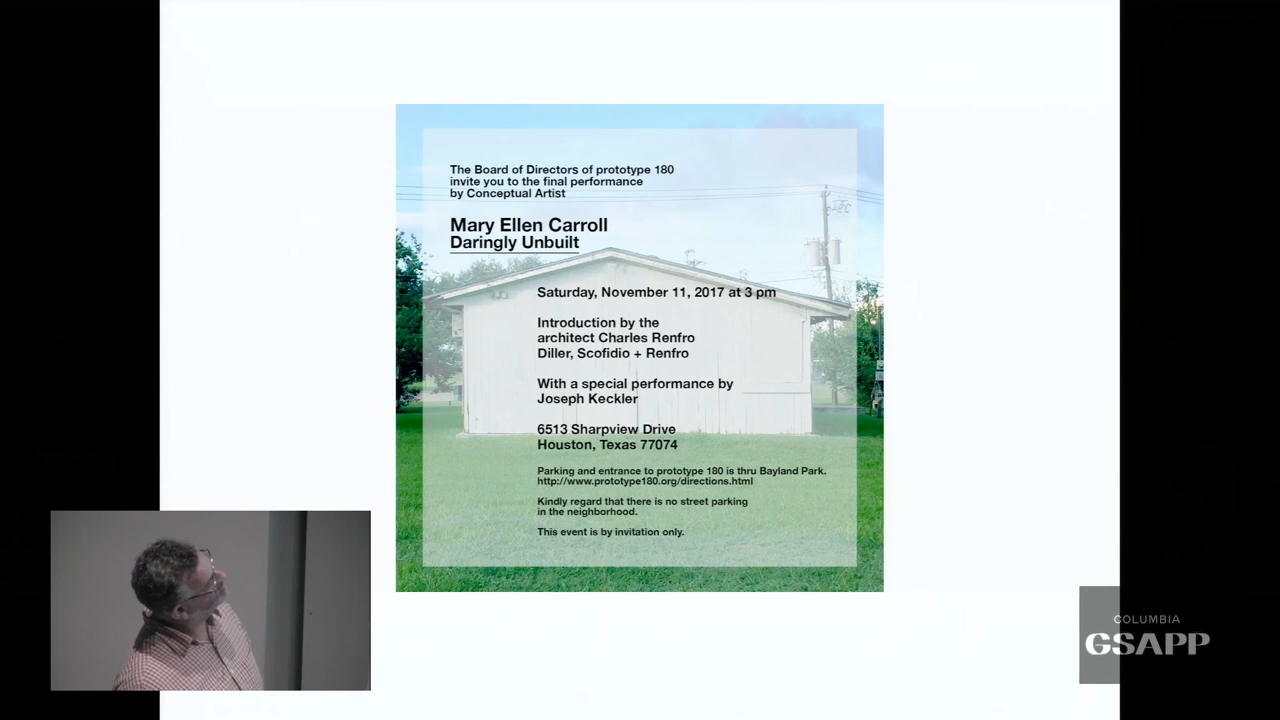 The Board of Directors of prototype 180
invite you to the final performance
by Conceptual Artist
Mary Ellen Carroll
Daringly Unbuilt
Saturday, November 11, 2017 at 3 pm
Introduction by the
architect Charles Renfro
Diller, Scofidio + Renfro
With a special performance by
Joseph Keckler
6513 Sharpview Drive
Houston, Texas 77074
Parking and entrance to prototype 180 is thru Bayland Park.
http://www.prototype180.org/directions.html
Kindly regard that there is no street parking
in the neighborhood.
This event is by invitation only.
COLUMBIA
GSAPP